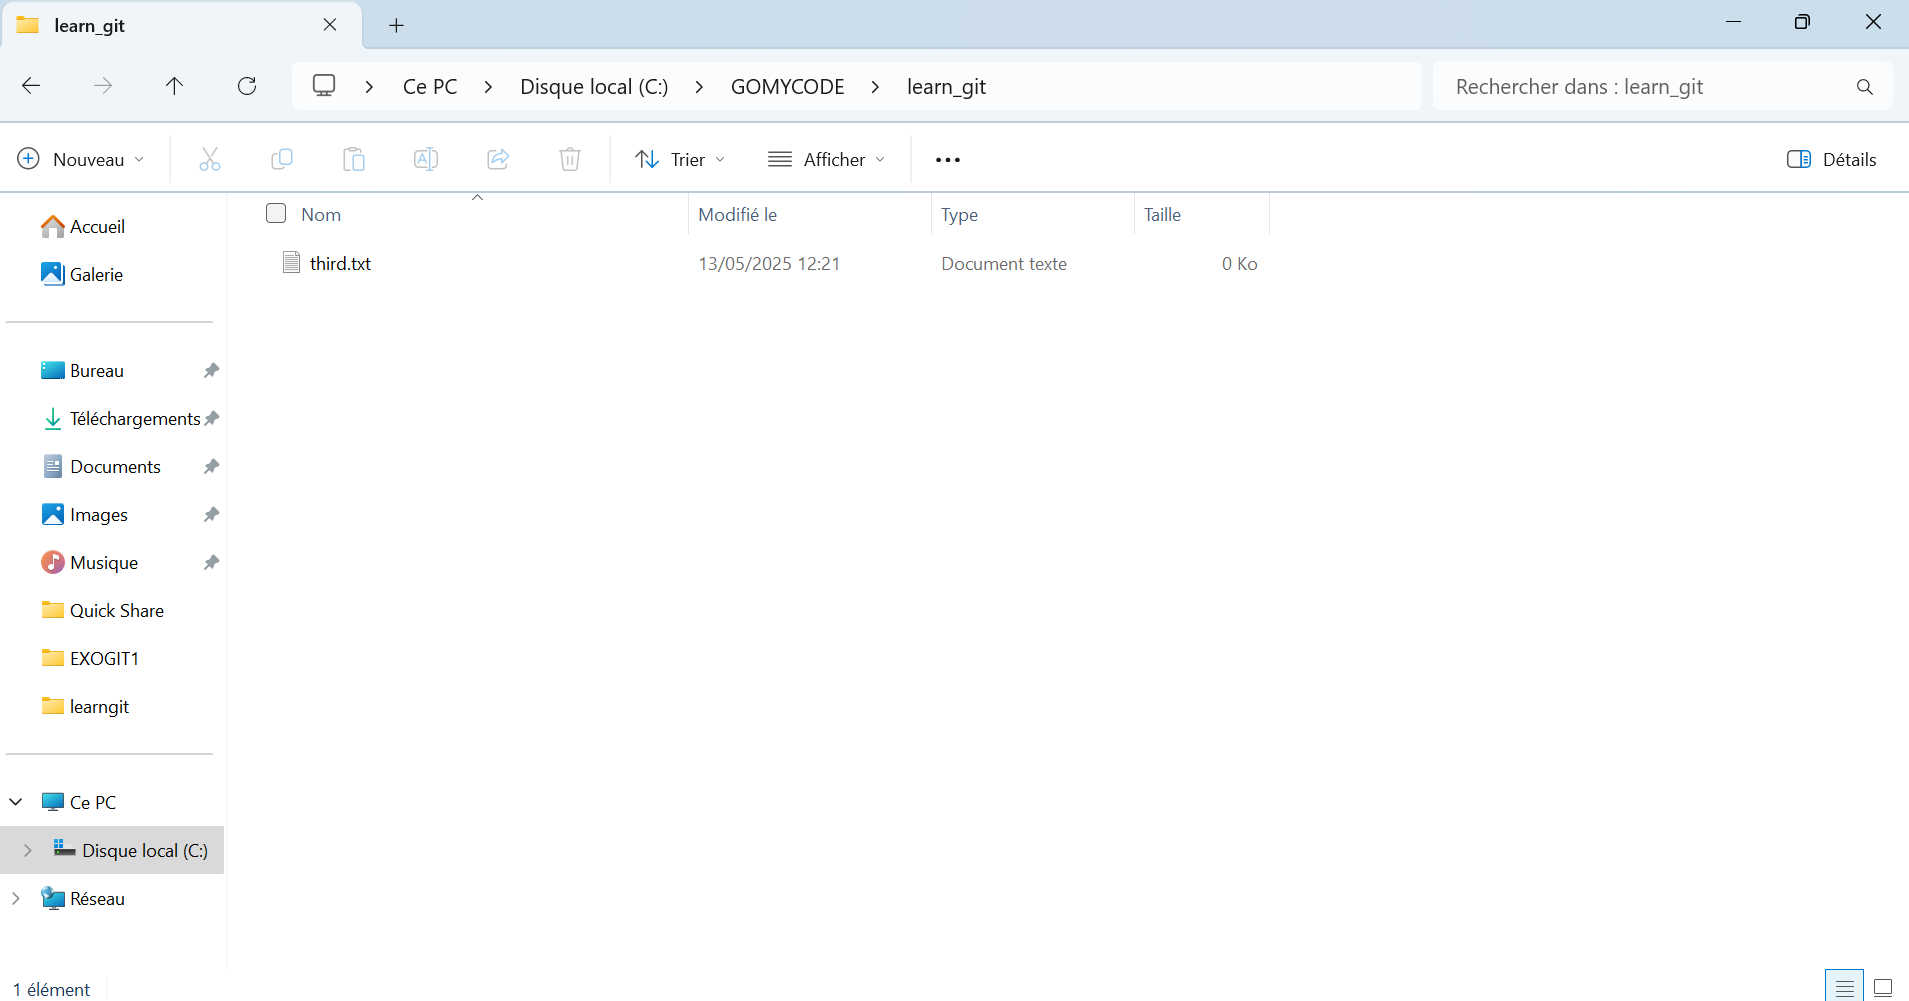 learn_git
Ce PC Disque local (C:) GOMYCODE learn_git
Rechercher dans : learn_git
Nouveau Trier Afficher Détails
Nom Modifié le Type Taille
third.txt 13/05/2025 12:21 Document texte 0 Ko
Accueil
Galerie
Bureau
Téléchargements
Documents
Images
Musique
Quick Share
EXOGIT1
learngit
Ce PC
Disque local (C:)
Réseau
1 élément